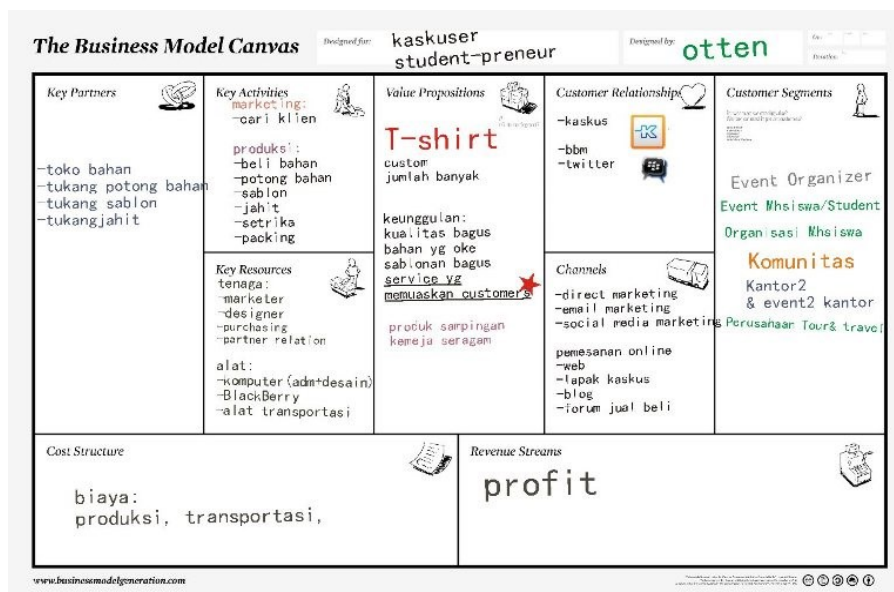 The Business Model Canvas
Designed for:
kaskuser
student-preneur
Designed by:
otten
On:
Iteration:
Key Partners
-toko bahan
-tukang potong bahan
-tukang sablon
-tukangjahit
Key Activities
marketing:
-cari klien
produksi:
-beli bahan
-potong bahan
-sablon
-jahit
-setrika
-packing
Key Resources
tenaga:
-marketer
-designer
-purchasing
-partner relation
alat:
-komputer(adm+desain)
-BlackBerry
-alat transportasi
Value Propositions
T-shirt
custom
jumlah banyak
keunggulan:
kualitas bagus
bahan yg oke
sablonan bagus
service yg
memuaskan customers
produk sampingan
kemeja seragam
Customer Relationships
-kaskus
-bbm
-twitter
Channels
-direct marketing
-email marketing
-social media marketing
pemesanan online
-web
-lapak kaskus
-blog
-forum jual beli
Customer Segments
Event Organizer
Event Mhsiswa/Student
Organisasi Mhsiswa
Komunitas
Kantor2
& event2 kantor
Perusahaan Tour& travel
Cost Structure
biaya:
produksi, transportasi,
Revenue Streams
profit
www.businessmodelgeneration.com